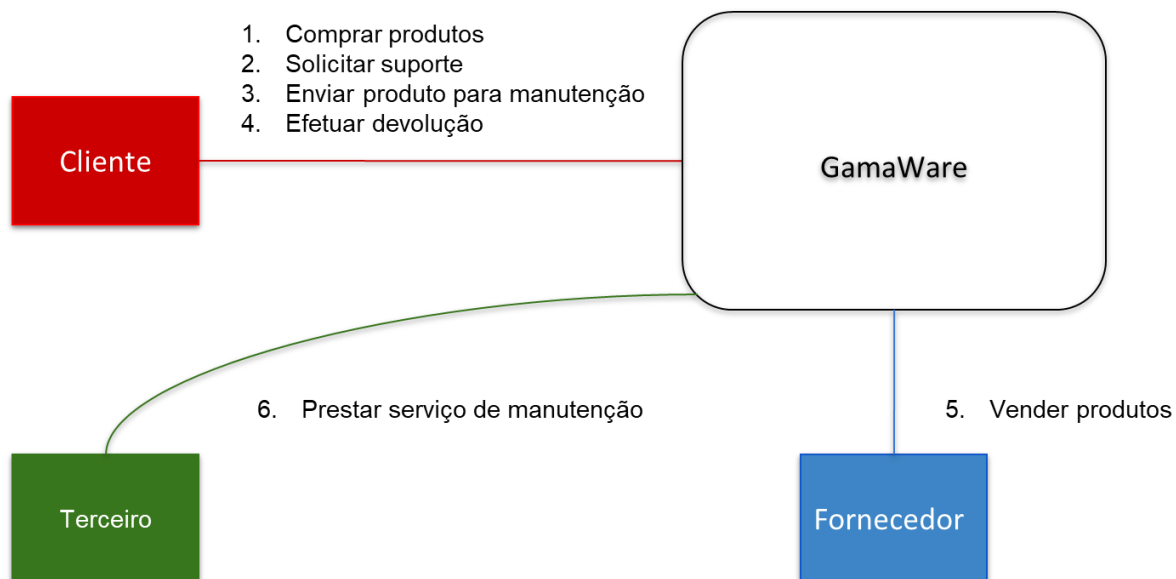 1. Comprar produtos
2. Solicitar suporte
3. Enviar produto para manutenção
4. Efetuar devolução
Cliente
GamaWare
6. Prestar serviço de manutenção
5. Vender produtos
Terceiro
Fornecedor